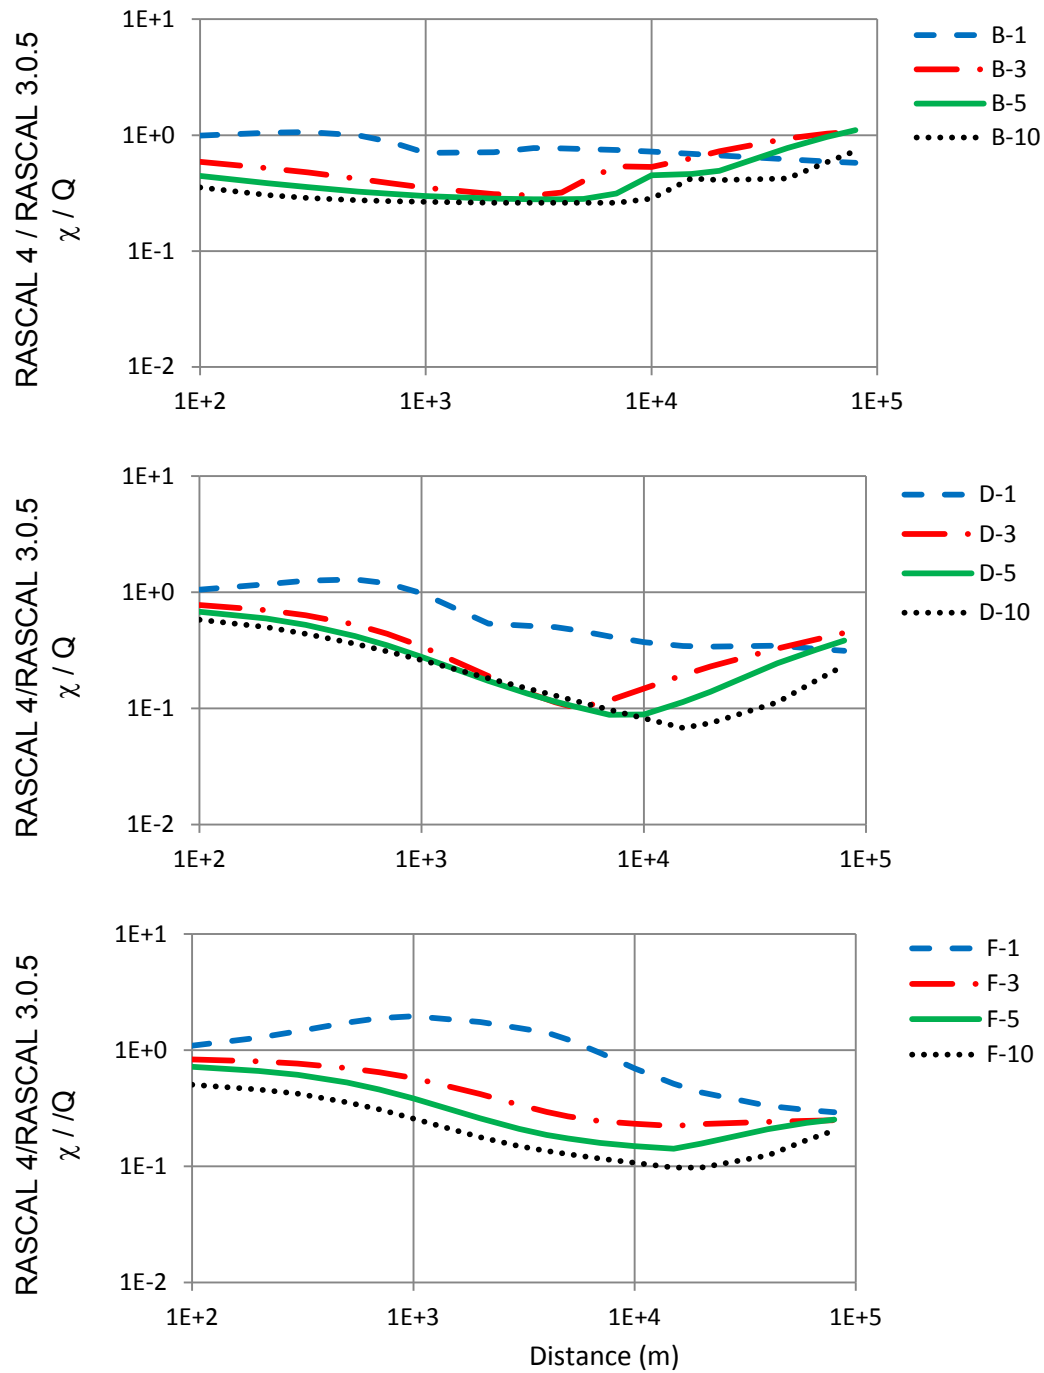 RASCAL 4 / RASCAL 3.0.5
χ / Q
1E+1
1E+0
1E-1
1E-2
1E+2
1E+3
1E+4
1E+5
B-1
B-3
B-5
B-10
RASCAL 4/RASCAL 3.0.5
χ / Q
1E+1
1E+0
1E-1
1E-2
1E+2
1E+3
1E+4
1E+5
D-1
D-3
D-5
D-10
RASCAL 4/RASCAL 3.0.5
χ / /Q
1E+1
1E+0
1E-1
1E-2
1E+2
1E+3
1E+4
1E+5
F-1
F-3
F-5
F-10
Distance (m)